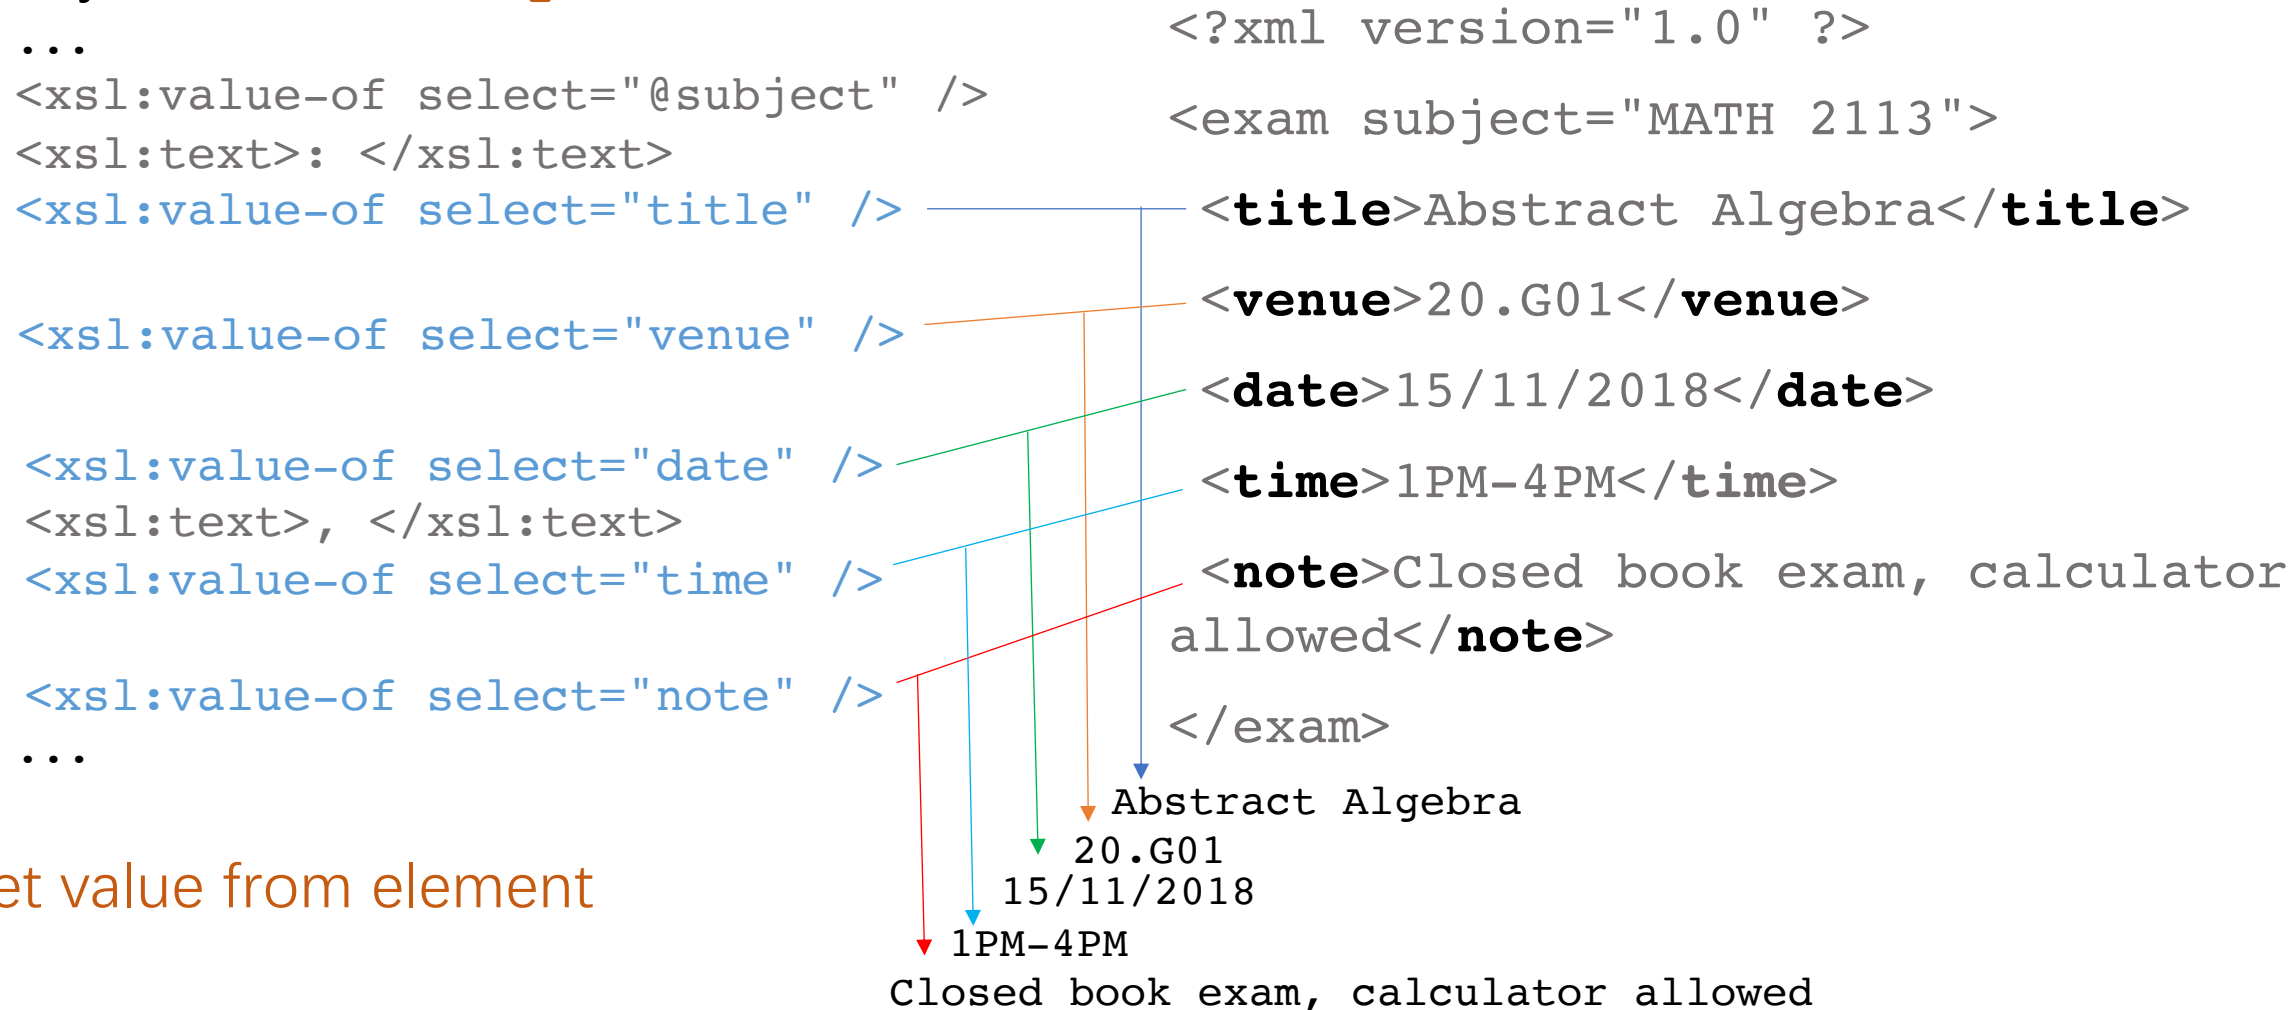 ...
<xsl:value-of select="@subject" />
<xsl:text>: </xsl:text>
<xsl:value-of select="title" />
<xsl:value-of select="venue" />
<xsl:value-of select="date" />
<xsl:text>, </xsl:text>
<xsl:value-of select="time" />
<xsl:value-of select="note" />
...
et value from element
<?xml version="1.0" ?>
<exam subject="MATH 2113">
<title>Abstract Algebra</title>
<venue>20.G01</venue>
<date>15/11/2018</date>
<time>1PM-4PM</time>
<note>Closed book exam, calculator
allowed</note>
</exam>
Abstract Algebra
20.G01
15/11/2018
1PM-4PM
Closed book exam, calculator allowed